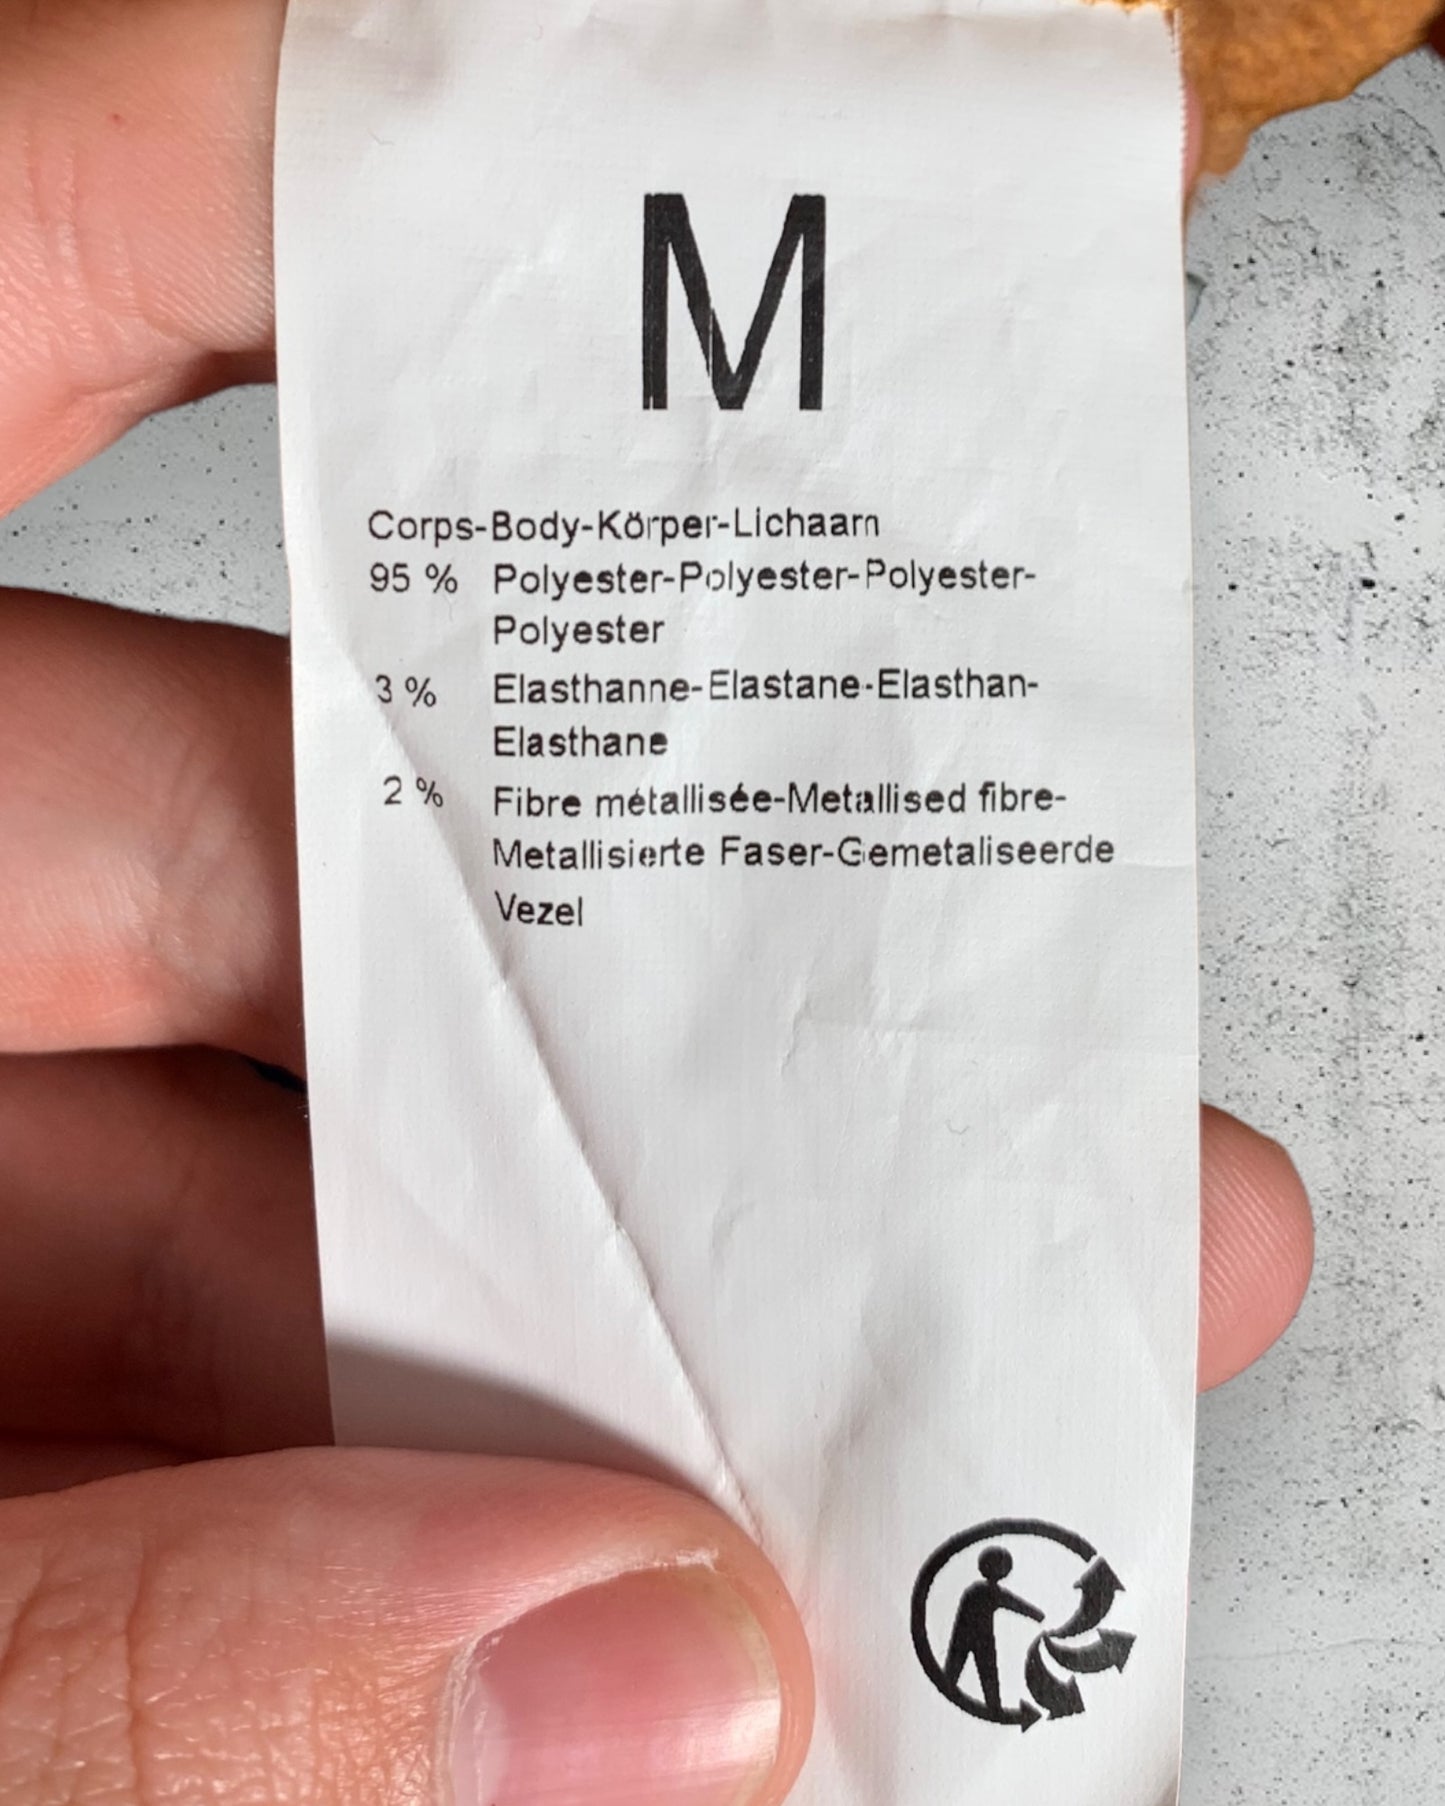 M
Corps-Body-Körper-Lichaam
95 % Polyester-Polyester-Polyester-
Polyester
3 % Elasthanne-Elastane-Elasthan-
Elasthane
2 % Fibre métallisée-Metallised fibre-
Metallisierte Faser-Gemetaliseerde
Vezel